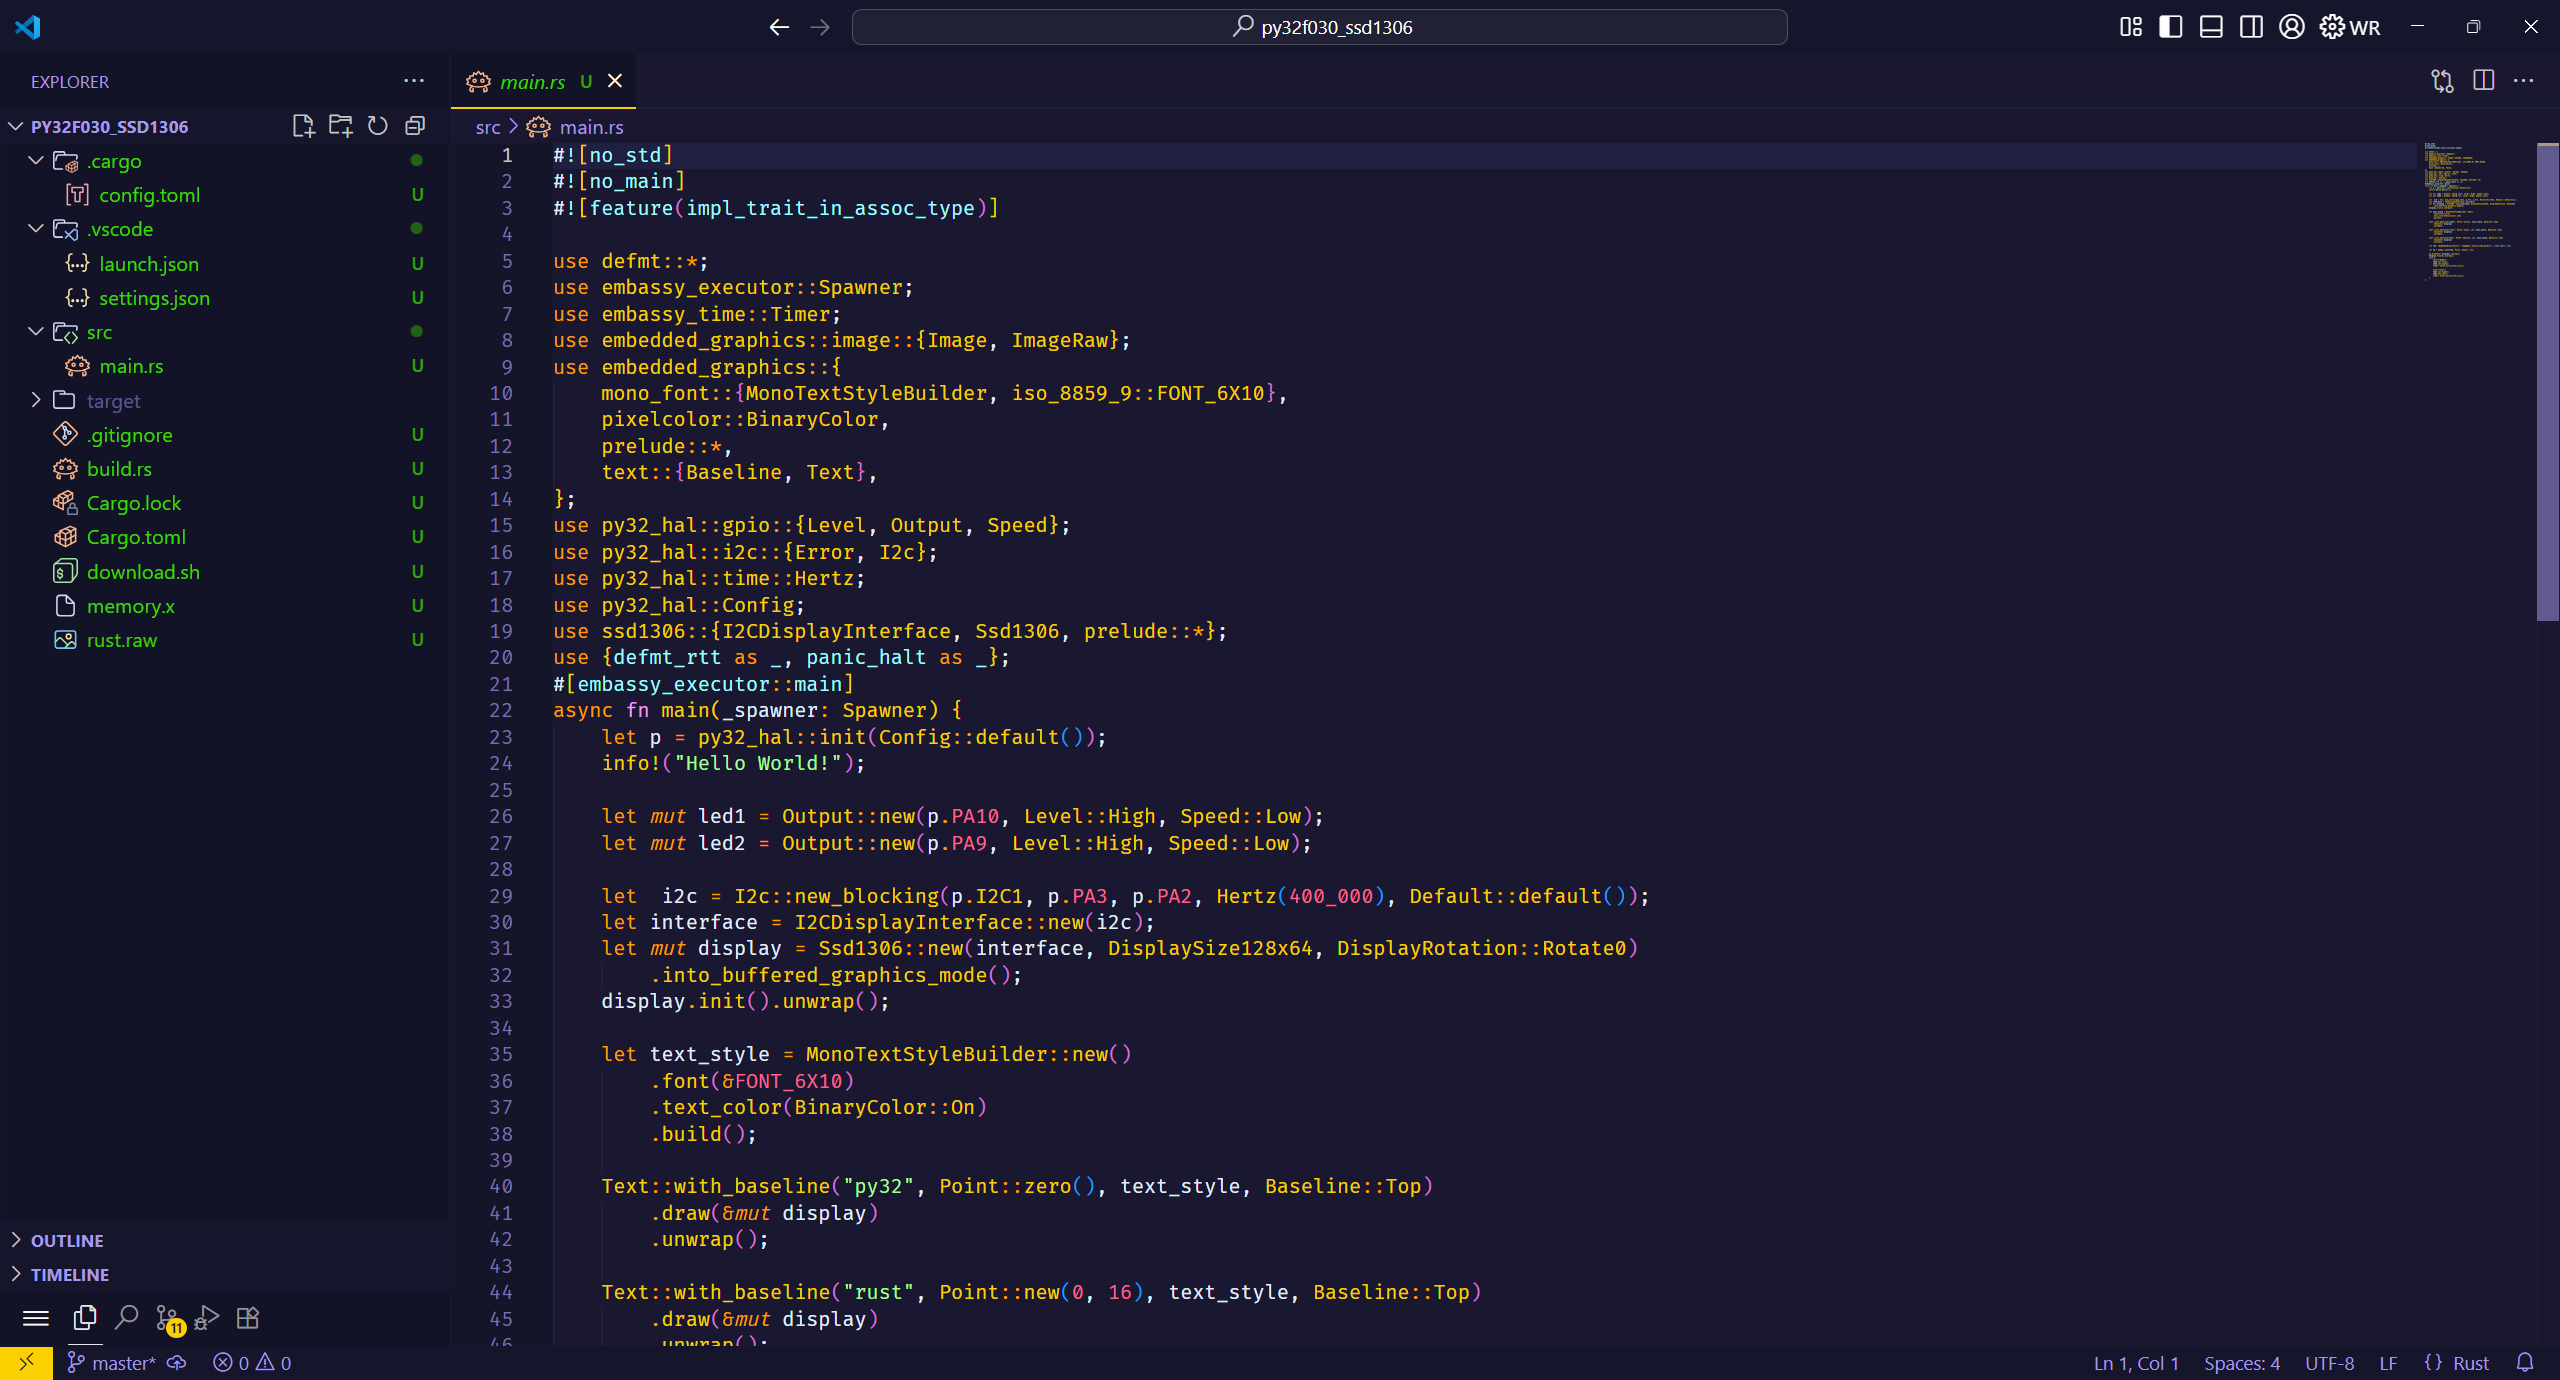 py32f030_ssd1306
WR
EXPLORER
main.rs U
PY32F030_SSD1306
src > main.rs
.cargo
config.toml U
.vscode
launch.json U
settings.json U
src
main.rs U
target
.gitignore U
build.rs U
Cargo.lock U
Cargo.toml U
download.sh U
memory.x U
rust.raw U
OUTLINE
TIMELINE
11
1 #![no_std]
2 #![no_main]
3 #![feature(impl_trait_in_assoc_type)]
4
5 use defmt::*;
6 use embassy_executor::Spawner;
7 use embassy_time::Timer;
8 use embedded_graphics::image::{Image, ImageRaw};
9 use embedded_graphics::{
10     mono_font::{MonoTextStyleBuilder, iso_8859_9::FONT_6X10},
11     pixelcolor::BinaryColor,
12     prelude::*,
13     text::{Baseline, Text},
14 };
15 use py32_hal::gpio::{Level, Output, Speed};
16 use py32_hal::i2c::{Error, I2c};
17 use py32_hal::time::Hertz;
18 use py32_hal::Config;
19 use ssd1306::{I2CDisplayInterface, Ssd1306, prelude::*};
20 use {defmt_rtt as _, panic_halt as _};
21 #[embassy_executor::main]
22 async fn main(_spawner: Spawner) {
23     let p = py32_hal::init(Config::default());
24     info!("Hello World!");
25
26     let mut led1 = Output::new(p.PA10, Level::High, Speed::Low);
27     let mut led2 = Output::new(p.PA9, Level::High, Speed::Low);
28
29     let  i2c = I2c::new_blocking(p.I2C1, p.PA3, p.PA2, Hertz(400_000), Default::default());
30     let interface = I2CDisplayInterface::new(i2c);
31     let mut display = Ssd1306::new(interface, DisplaySize128x64, DisplayRotation::Rotate0)
32         .into_buffered_graphics_mode();
33     display.init().unwrap();
34
35     let text_style = MonoTextStyleBuilder::new()
36         .font(&FONT_6X10)
37         .text_color(BinaryColor::On)
38         .build();
39
40     Text::with_baseline("py32", Point::zero(), text_style, Baseline::Top)
41         .draw(&mut display)
42         .unwrap();
43
44     Text::with_baseline("rust", Point::new(0, 16), text_style, Baseline::Top)
45         .draw(&mut display)
46         .unwrap();
master* 0 0
Ln 1, Col 1 Spaces: 4 UTF-8 LF {} Rust